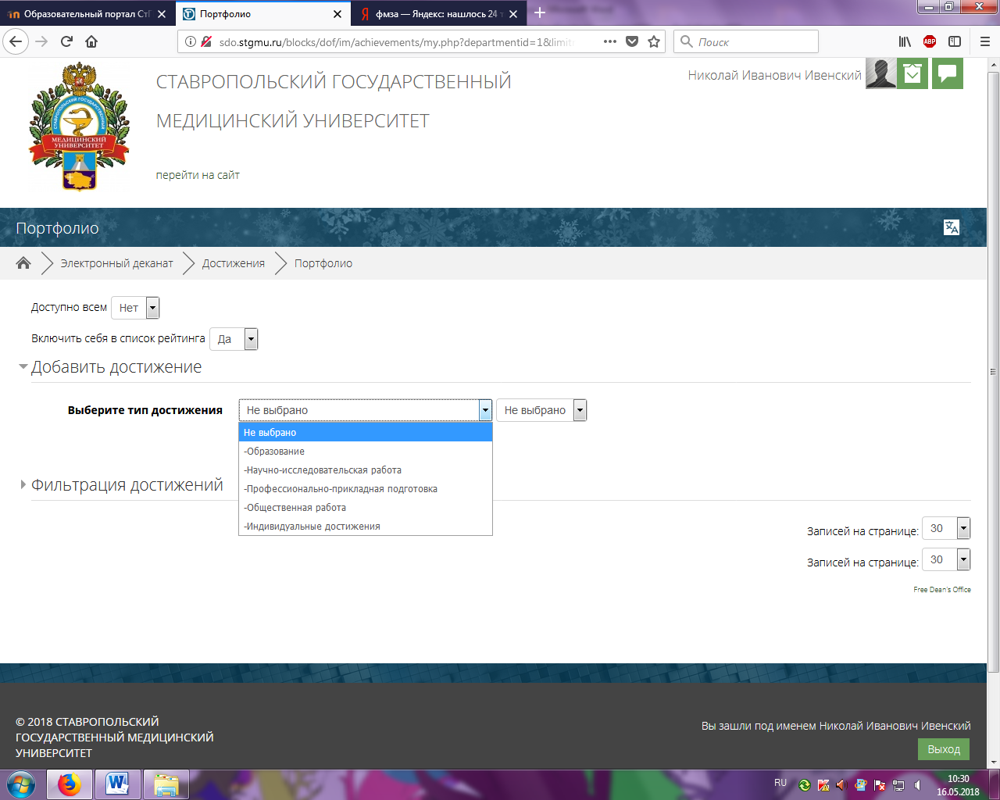 Образовательный портал СтГ
Портфолио
фмза — Яндекс: нашлось 24 т
sdo.stgmu.ru/blocks/dof/im/achievements/my.php?departmentid=1&limit
Поиск
ABP
СТАВРОПОЛЬСКИЙ ГОСУДАРСТВЕННЫЙ
МЕДИЦИНСКИЙ УНИВЕРСИТЕТ
перейти на сайт
Николай Иванович Ивенский
МЕДИЦИНСКИЙ
УНИВЕРСИТЕТ
Портфолио
Электронный деканат Достижения Портфолио
Доступно всем Нет
Включить себя в список рейтинга Да
Добавить достижение
Выберите тип достижения Не выбрано Не выбрано
Не выбрано
-Образование
-Научно-исследовательская работа
-Профессионально-прикладная подготовка
-Общественная работа
-Индивидуальные достижения
Фильтрация достижений
Записей на странице: 30
Записей на странице: 30
Free Dean's Office
© 2018 СТАВРОПОЛЬСКИЙ
ГОСУДАРСТВЕННЫЙ МЕДИЦИНСКИЙ
УНИВЕРСИТЕТ
Вы зашли под именем Николай Иванович Ивенский
Выход
RU
10:30
16.05.2018